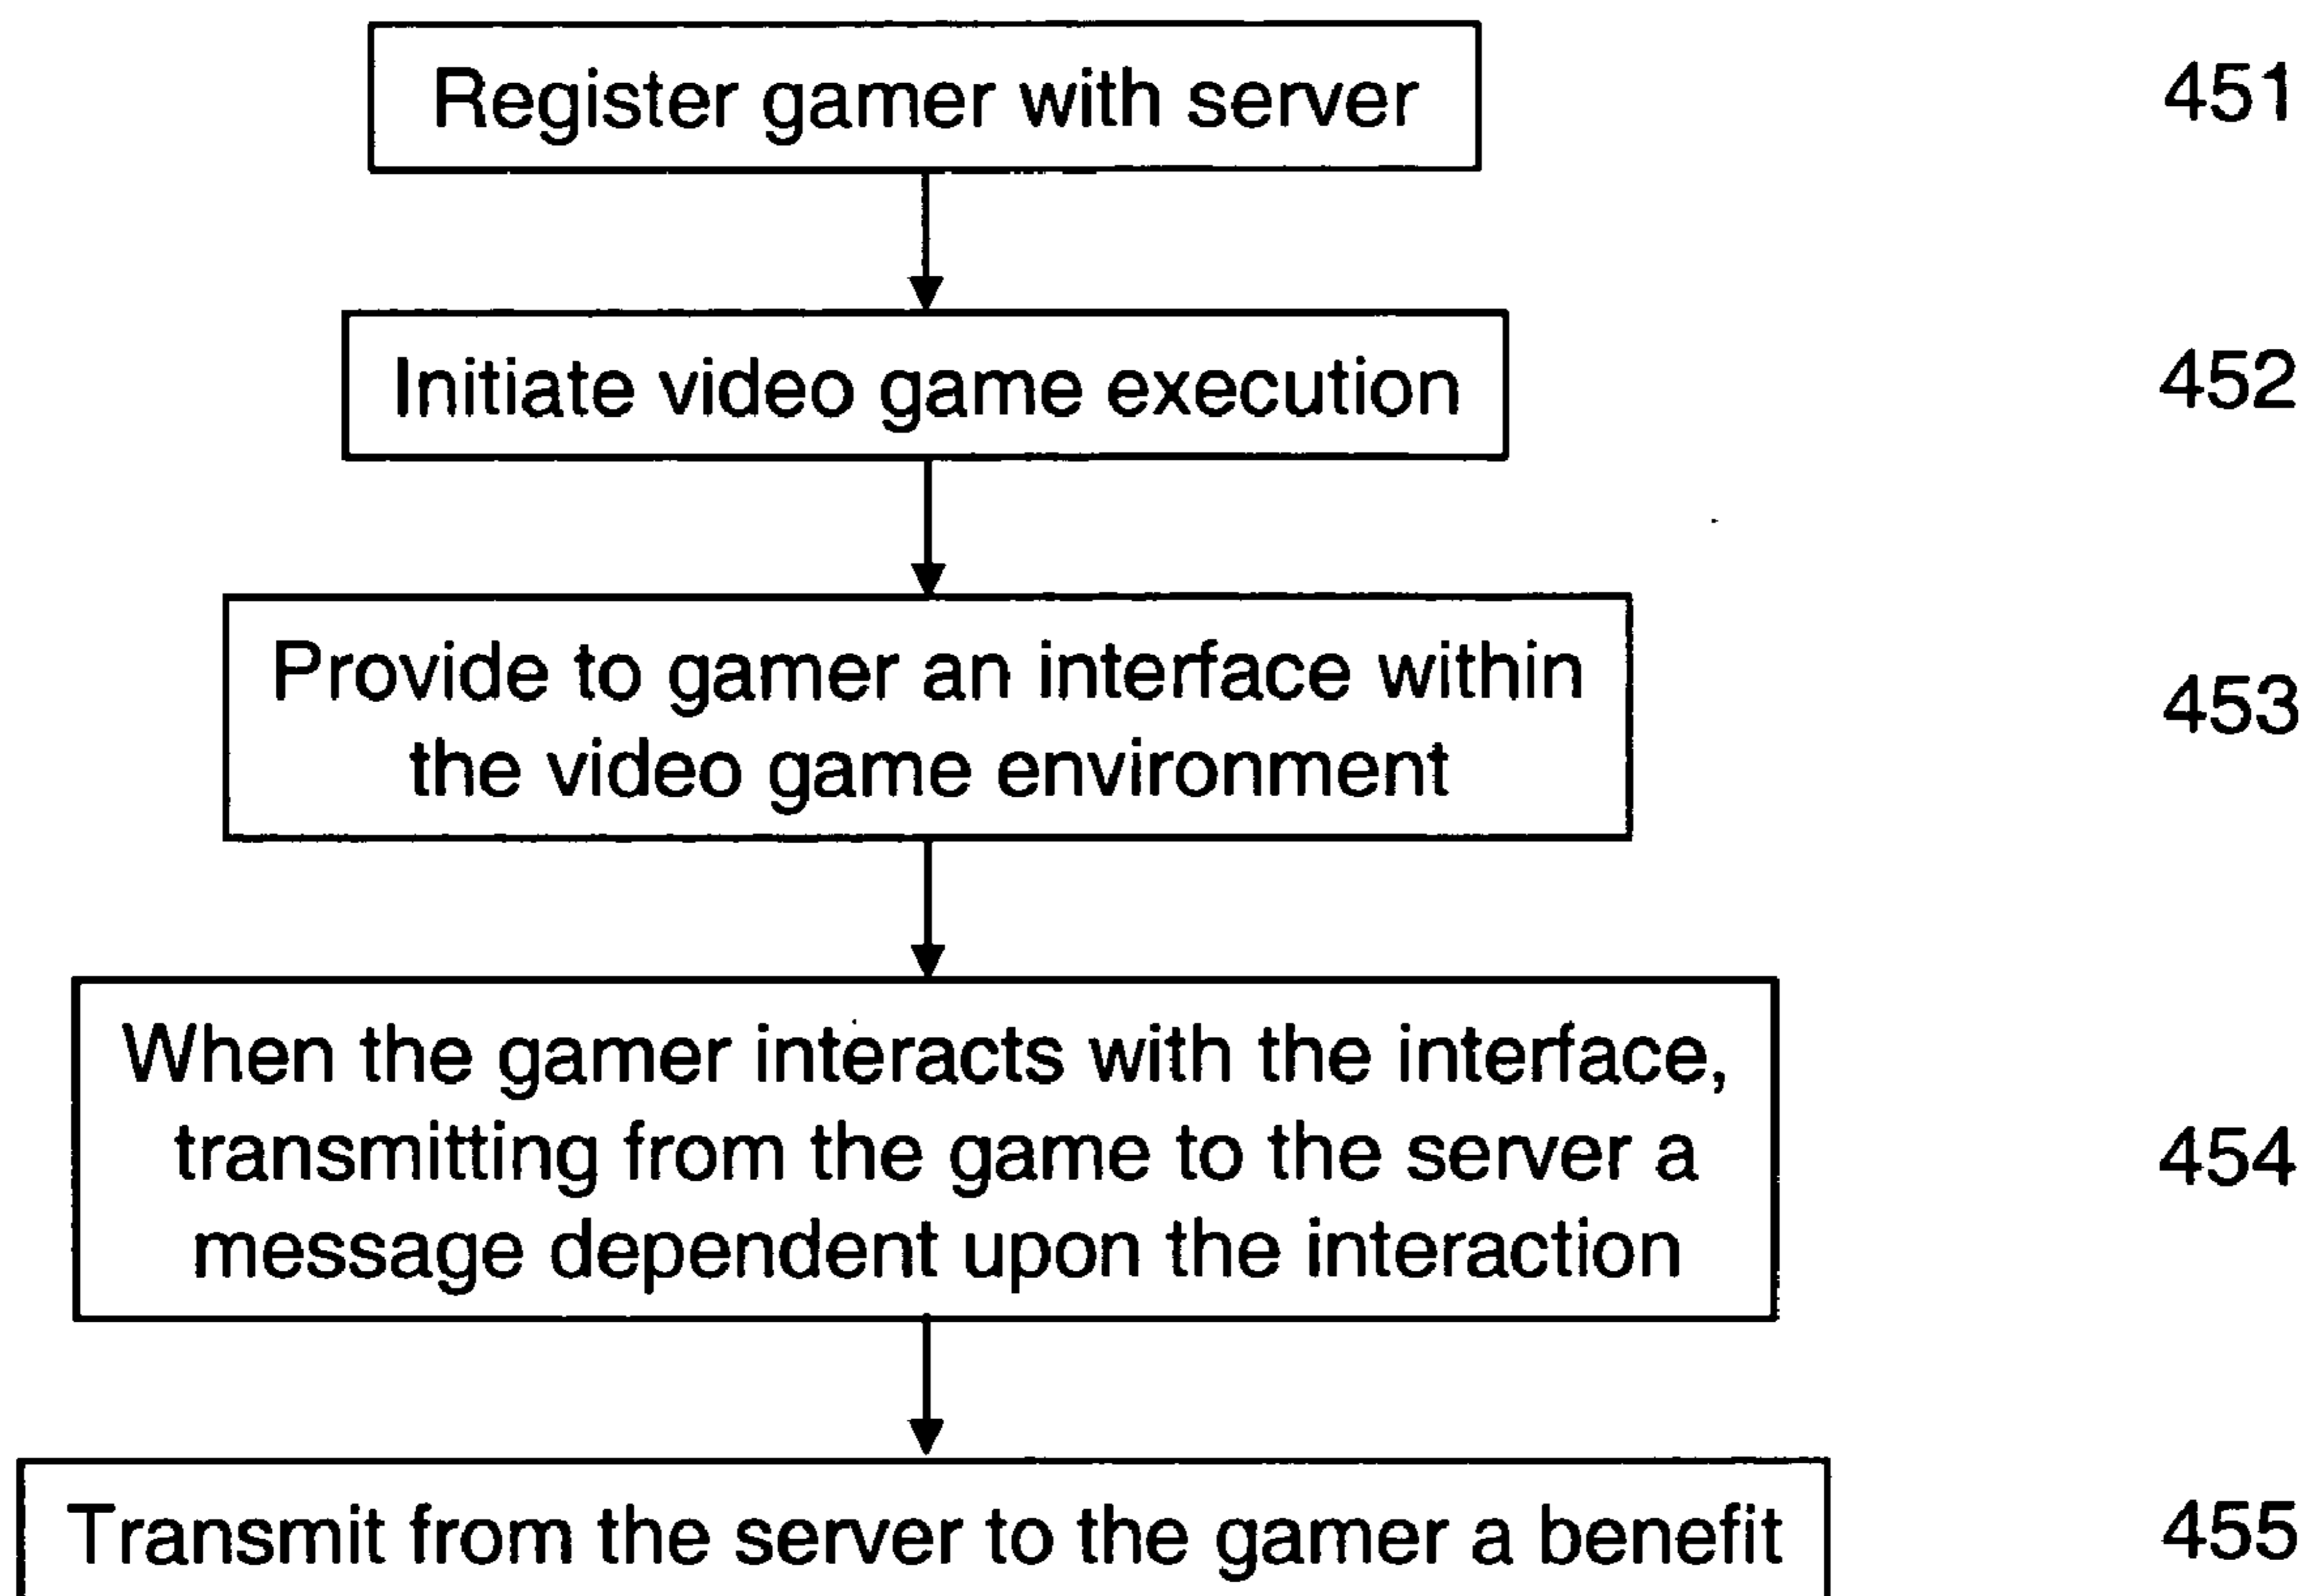 Register gamer with server 451
Initiate video game execution 452
Provide to gamer an interface within
the video game environment 453
When the gamer interacts with the interface,
transmitting from the game to the server a
message dependent upon the interaction 454
Transmit from the server to the gamer a benefit 455